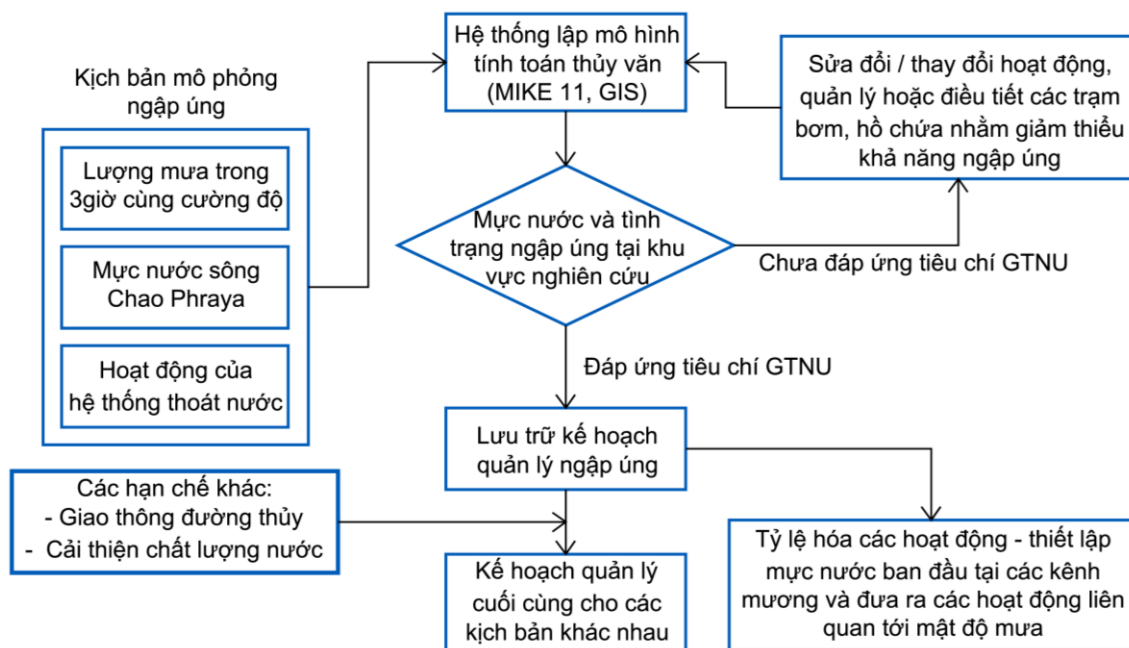 Kịch bản mô phỏng
ngập úng
Lượng mưa trong
3giờ cùng cường độ
Mực nước sông
Chao Phraya
Hoạt động của
hệ thống thoát nước
Hệ thống lập mô hình
tính toán thủy văn
(MIKE 11, GIS)
Sửa đổi / thay đổi hoạt động,
quản lý hoặc điều tiết các trạm
bơm, hồ chứa nhằm giảm thiểu
khả năng ngập úng
Mực nước và tình
trạng ngập úng tại khu
vực nghiên cứu
Chưa đáp ứng tiêu chí GTNU
Đáp ứng tiêu chí GTNU
Lưu trữ kế hoạch
quản lý ngập úng
Các hạn chế khác:
- Giao thông đường thủy
- Cải thiện chất lượng nước
Kế hoạch quản lý
cuối cùng cho các
kịch bản khác nhau
Tỷ lệ hóa các hoạt động - thiết lập
mực nước ban đầu tại các kênh
mương và đưa ra các hoạt động liên
quan tới mật độ mưa